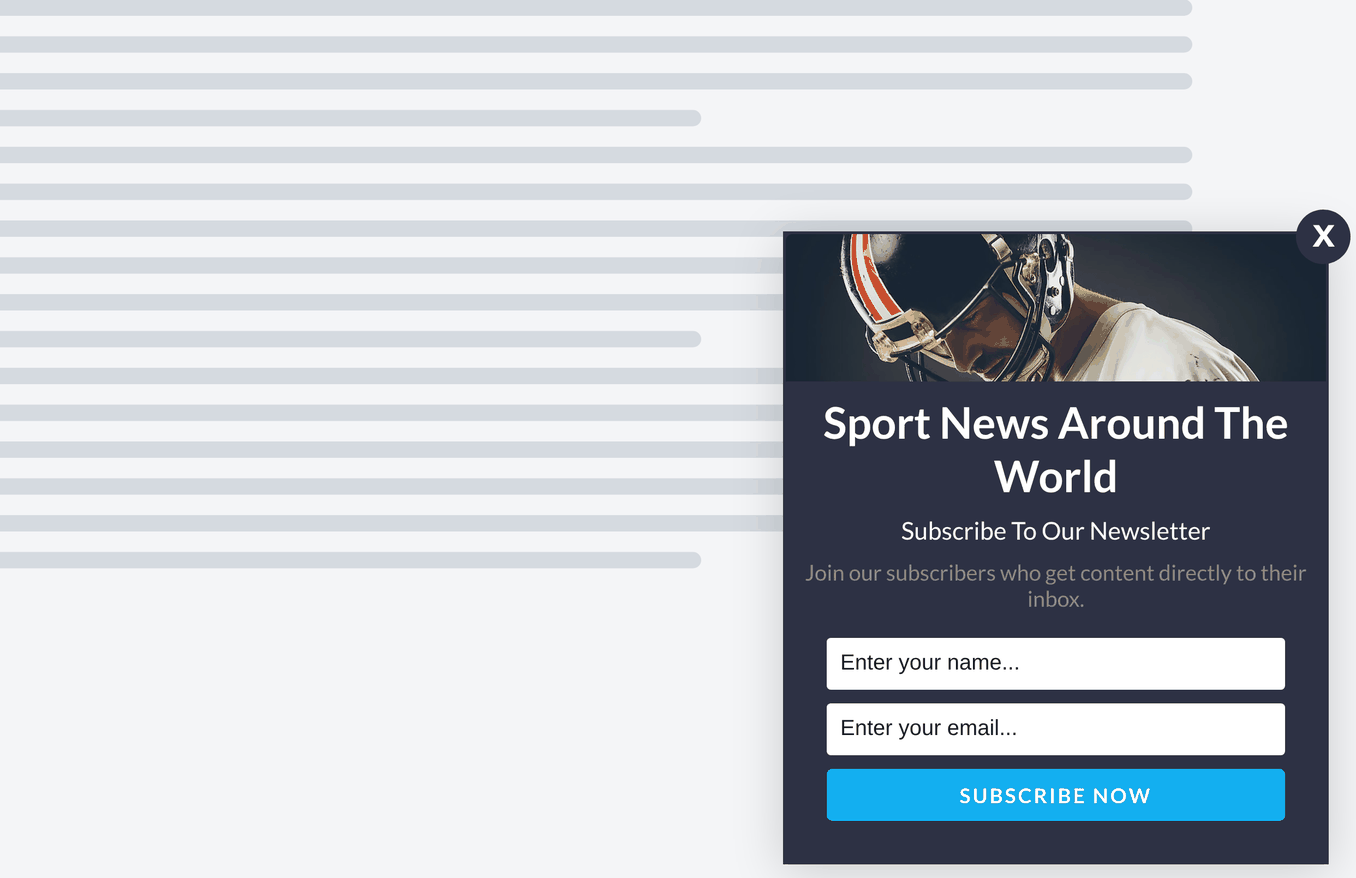 X
Sport News Around The
World
Subscribe To Our Newsletter
Join our subscribers who get content directly to their
inbox.
Enter your name...
Enter your email...
SUBSCRIBE NOW